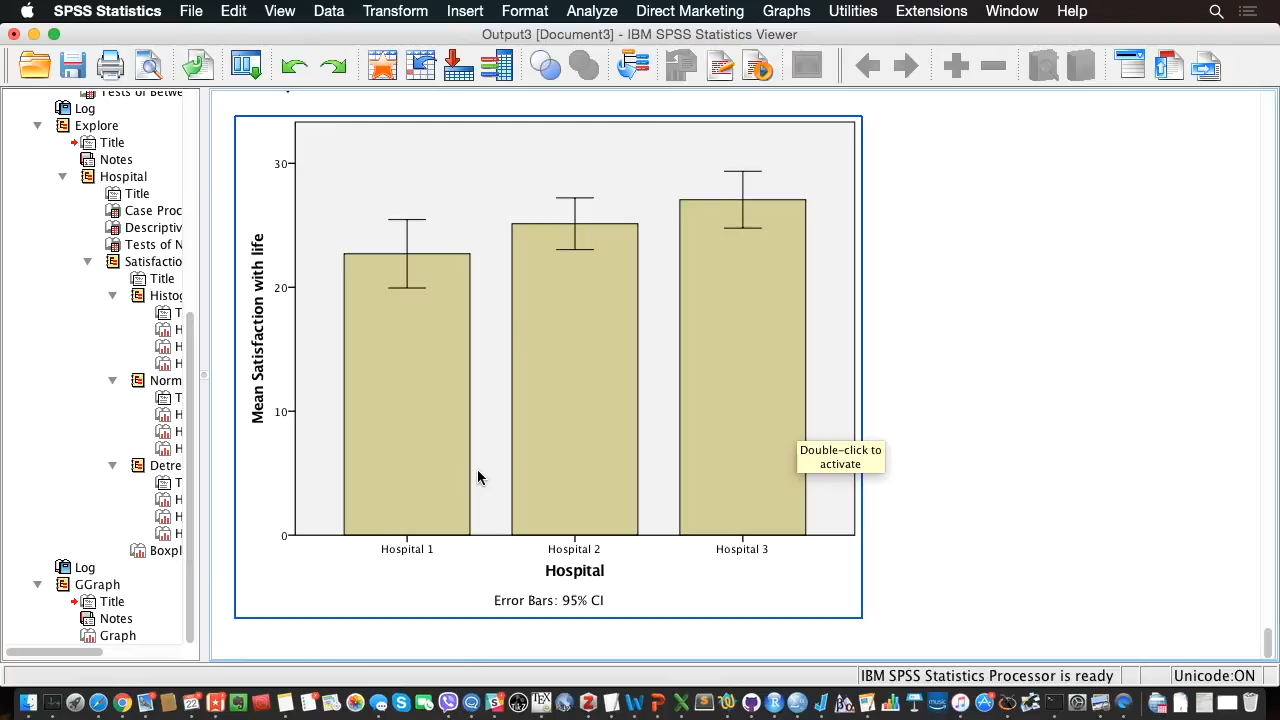 SPSS Statistics File Edit View Data Transform Insert Format Analyze Direct Marketing Graphs Utilities Extensions Window Help
Output3 [Document3] - IBM SPSS Statistics Viewer
Log
Explore
Title
Notes
Hospital
Title
Case Proc
Descriptiv
Tests of N
Satisfactio
Title
Histog
T
H
H
H
Norm
T
H
H
H
Detre
T
H
H
H
Boxpl
Log
GGraph
Title
Notes
Graph
30
20
10
0
Mean Satisfaction with life
Hospital 1 Hospital 2 Hospital 3
Hospital
Error Bars: 95% CI
Double-click to
activate
IBM SPSS Statistics Processor is ready Unicode:ON